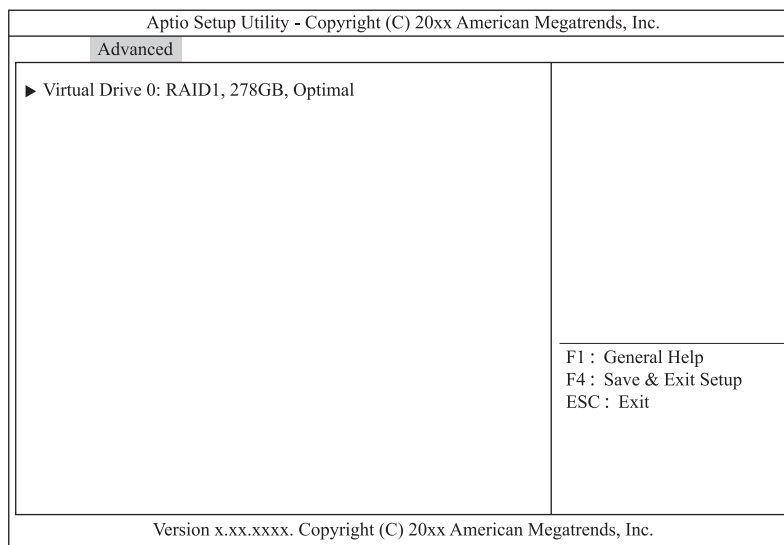 Aptio Setup Utility - Copyright (C) 20xx American Megatrends, Inc.
Advanced
▶ Virtual Drive 0: RAID1, 278GB, Optimal
F1 : General Help
F4 : Save & Exit Setup
ESC : Exit
Version x.xx.xxxx. Copyright (C) 20xx American Megatrends, Inc.